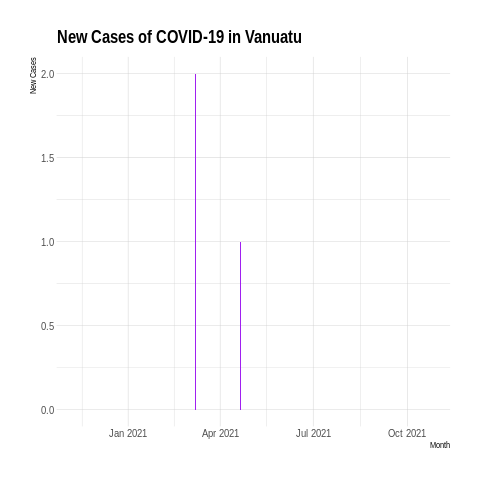 New Cases of COVID-19 in Vanuatu
New Cases
2.0
1.5
1.0
0.5
0.0
Jan 2021 Apr 2021 Jul 2021 Oct 2021
Month